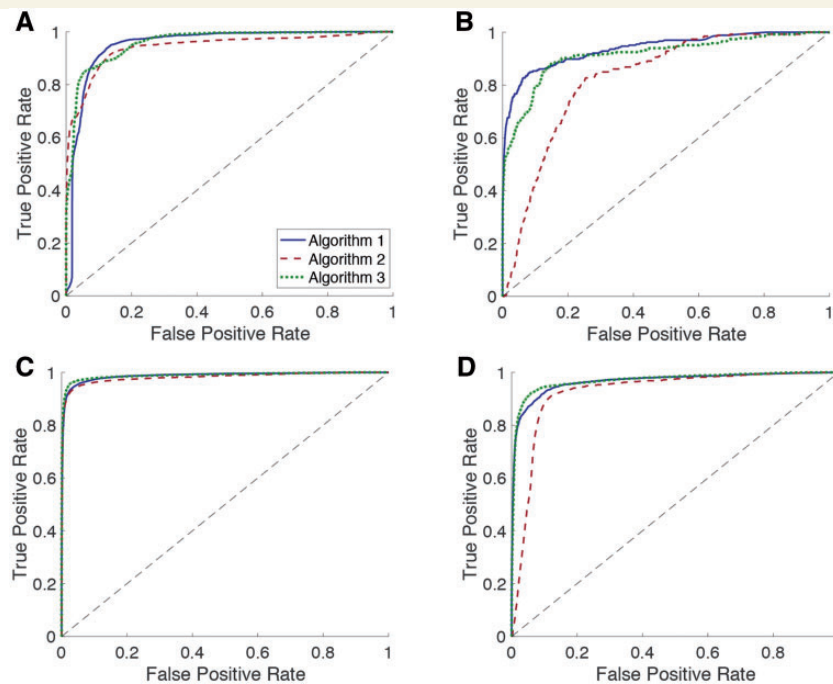 A
B
1
0.8
0.6
0.4
0.2
0
True Positive Rate
Algorithm 1
Algorithm 2
Algorithm 3
0 0.2 0.4 0.6 0.8 1
False Positive Rate
1
0.8
0.6
0.4
0.2
0
True Positive Rate
0 0.2 0.4 0.6 0.8 1
False Positive Rate
C
D
1
0.8
0.6
0.4
0.2
0
True Positive Rate
0 0.2 0.4 0.6 0.8 1
False Positive Rate
1
0.8
0.6
0.4
0.2
0
True Positive Rate
0 0.2 0.4 0.6 0.8
False Positive Rate